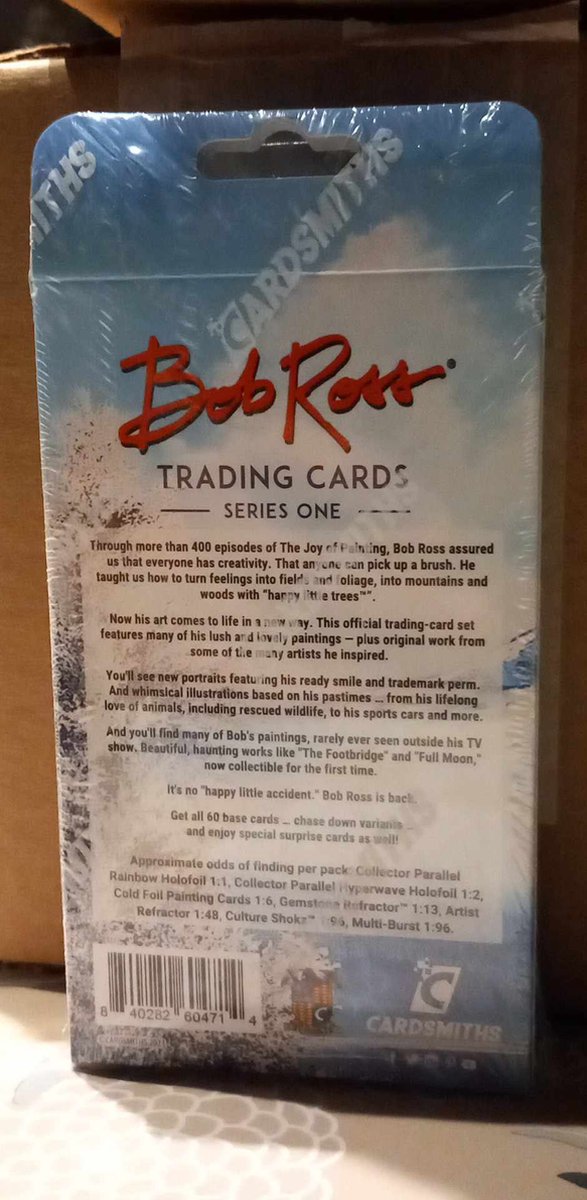 ITHS
CARDSMITHS
Bob Ross®
TRADING CARDS
SERIES ONE
Through more than 400 episodes of The Joy of Painting, Bob Ross assured
us that everyone has creativity. That anyone can pick up a brush. He
taught us how to turn feelings into fields and foliage, into mountains and
woods with "happy little trees™".
Now his art comes to life in a new way. This official trading-card set
features many of his lush and lovely paintings — plus original work from
some of the many artists he inspired.
You'll see new portraits featuring his ready smile and trademark perm.
And whimsical illustrations based on his pastimes ... from his lifelong
love of animals, including rescued wildlife, to his sports cars and more.
And you'll find many of Bob's paintings, rarely ever seen outside his TV
show. Beautiful, haunting works like "The Footbridge" and "Full Moon,"
now collectible for the first time.
It's no "happy little accident." Bob Ross is back.
Get all 60 base cards ... chase down variants ...
and enjoy special surprise cards as well!
Approximate odds of finding per pack: Collector Parallel
Rainbow Holofoil 1:1, Collector Parallel Hyperwave Holofoil 1:2,
Cold Foil Painting Cards 1:6, Gemstone Refractor™ 1:13, Artist
Refractor 1:48, Culture Shokz™ 1:96, Multi-Burst 1:96.
8 40282 60471 4
C
CARDSMITHS